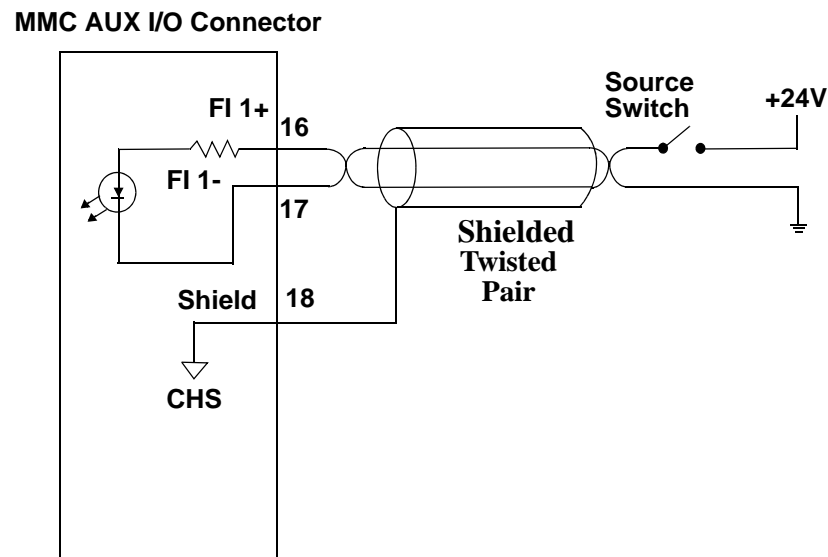 MMC AUX I/O Connector
Source
Switch
+24V
FI 1+
16
FI 1-
17
Shielded
Twisted
Pair
Shield
18
CHS